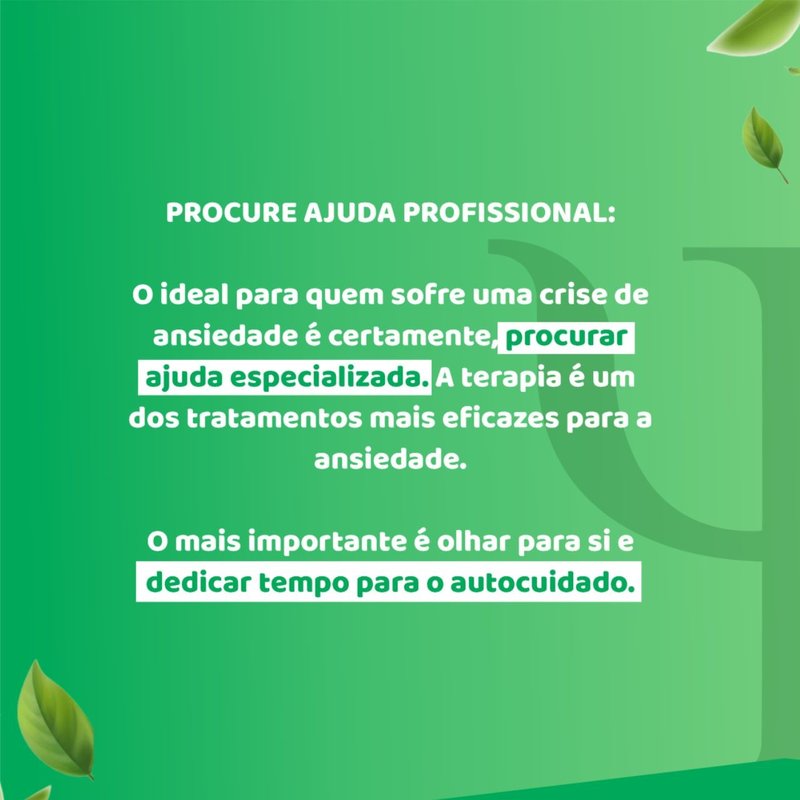 PROCURE AJUDA PROFISSIONAL:
O ideal para quem sofre uma crise de
ansiedade é certamente, procurar
ajuda especializada. A terapia é um
dos tratamentos mais eficazes para a
ansiedade.
O mais importante é olhar para si e
dedicar tempo para o autocuidado.